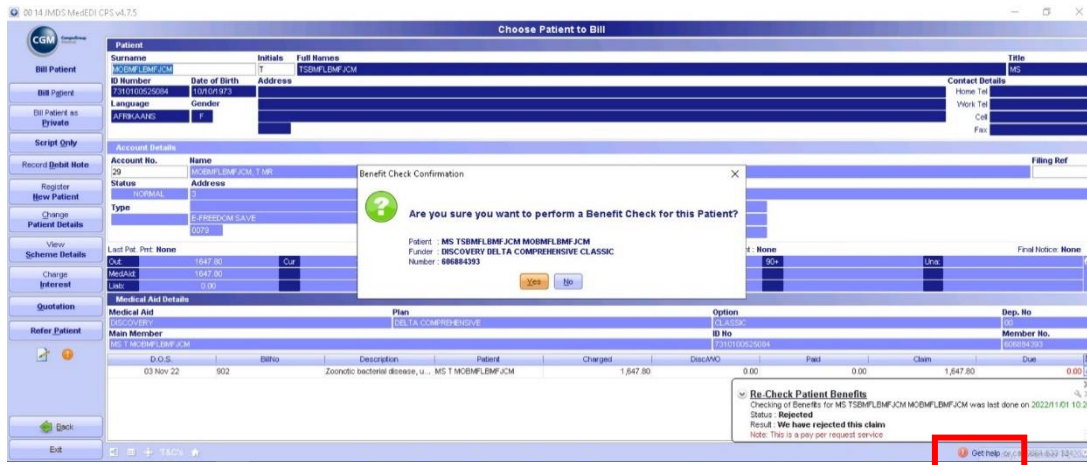 00 14 JMDS MedEDI CPS v4.7.5
Choose Patient to Bill
CGM CompuGroup Medical
Bill Patient
Bill Patient
Bill Patient as
Private
Script Only
Record Debit Note
Register
New Patient
Change
Patient Details
View
Scheme Details
Charge
Interest
Quotation
Refer Patient
Back
Exit
Patient
Surname Initials Full Names Title
MOBMFLBMFJCM T TSBMFLBMFJCM MS
ID Number Date of Birth Address Contact Details
7310100525084 10/10/1973 Home Tel
Language Gender Work Tel
AFRIKAANS F Cell
Fax
Account Details
Account No. Name Filing Ref
29 MOBMFLBMFJCM, T MR
Status Address
NORMAL 3
Type
E-FREEDOM SAVE
0079
Benefit Check Confirmation
Are you sure you want to perform a Benefit Check for this Patient?
Patient : MS TSBMFLBMFJCM MOBMFLBMFJCM
Funder : DISCOVERY DELTA COMPREHENSIVE CLASSIC
Number : 606884393
Yes No
Last Pat. Pmt: None : None Final Notice: None
Out: 1647.80 Cur 90+ Una:
MedAid: 1647.80
Liab: 0.00
Medical Aid Details
Medical Aid Plan Option Dep. No
DISCOVERY DELTA COMPREHENSIVE CLASSIC 00
Main Member ID No Member No.
MS T MOBMFLBMFJCM 7310100525084 606884393
D.O.S. BillNo Description Patient Charged Disc/WO Paid Claim Due
03 Nov 22 902 Zoonotic bacterial disease, u... MS T MOBMFLBMFJCM 1,647.80 0.00 0.00 1,647.80 0.00
Re-Check Patient Benefits
Checking of Benefits for MS TSBMFLBMFJCM MOBMFLBMFJCM was last done on 2022/11/01 10:2
Status : Rejected
Result : We have rejected this claim
Note: This is a pay per request service
T&C's
Get help or